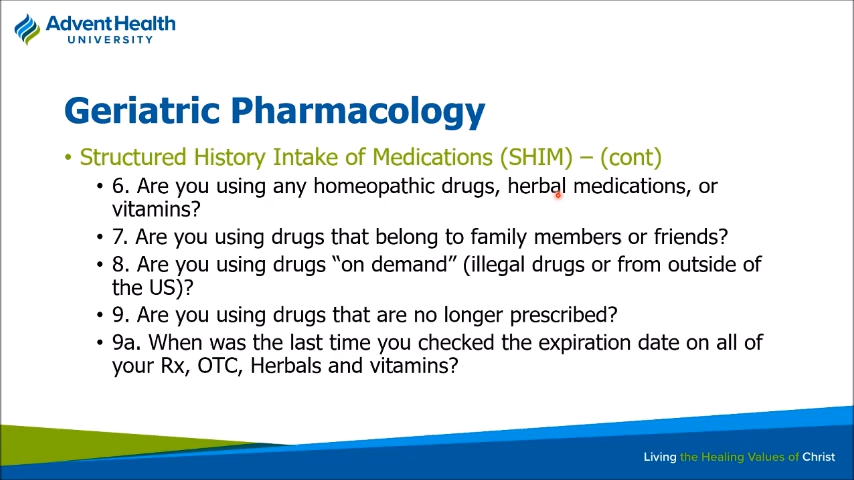 AdventHealth
UNIVERSITY
Geriatric Pharmacology
• Structured History Intake of Medications (SHIM) – (cont)
• 6. Are you using any homeopathic drugs, herbal medications, or
vitamins?
• 7. Are you using drugs that belong to family members or friends?
• 8. Are you using drugs “on demand” (illegal drugs or from outside of
the US)?
• 9. Are you using drugs that are no longer prescribed?
• 9a. When was the last time you checked the expiration date on all of
your Rx, OTC, Herbals and vitamins?
Living the Healing Values of Christ